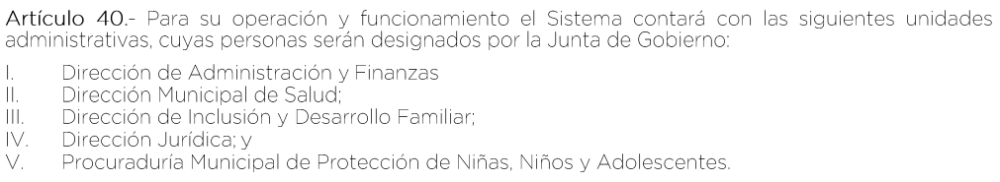 Artículo 40.- Para su operación y funcionamiento el Sistema contará con las siguientes unidades
administrativas, cuyas personas serán designados por la Junta de Gobierno:
I. Dirección de Administración y Finanzas
II. Dirección Municipal de Salud;
III. Dirección de Inclusión y Desarrollo Familiar;
IV. Dirección Jurídica; y
V. Procuraduría Municipal de Protección de Niñas, Niños y Adolescentes.